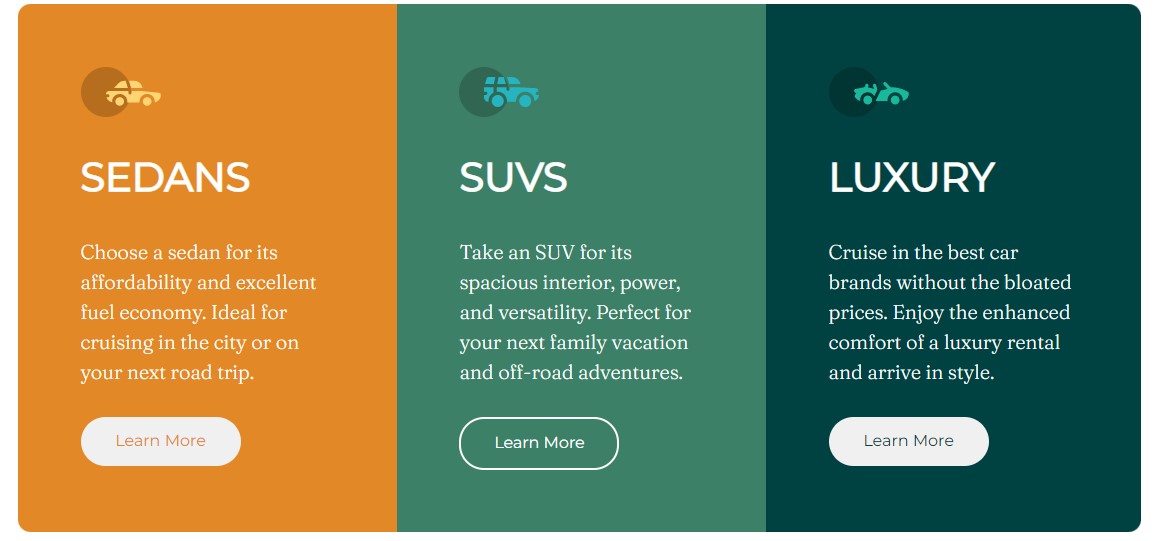 SEDANS
Choose a sedan for its
affordability and excellent
fuel economy. Ideal for
cruising in the city or on
your next road trip.
Learn More
SUVS
Take an SUV for its
spacious interior, power,
and versatility. Perfect for
your next family vacation
and off-road adventures.
Learn More
LUXURY
Cruise in the best car
brands without the bloated
prices. Enjoy the enhanced
comfort of a luxury rental
and arrive in style.
Learn More